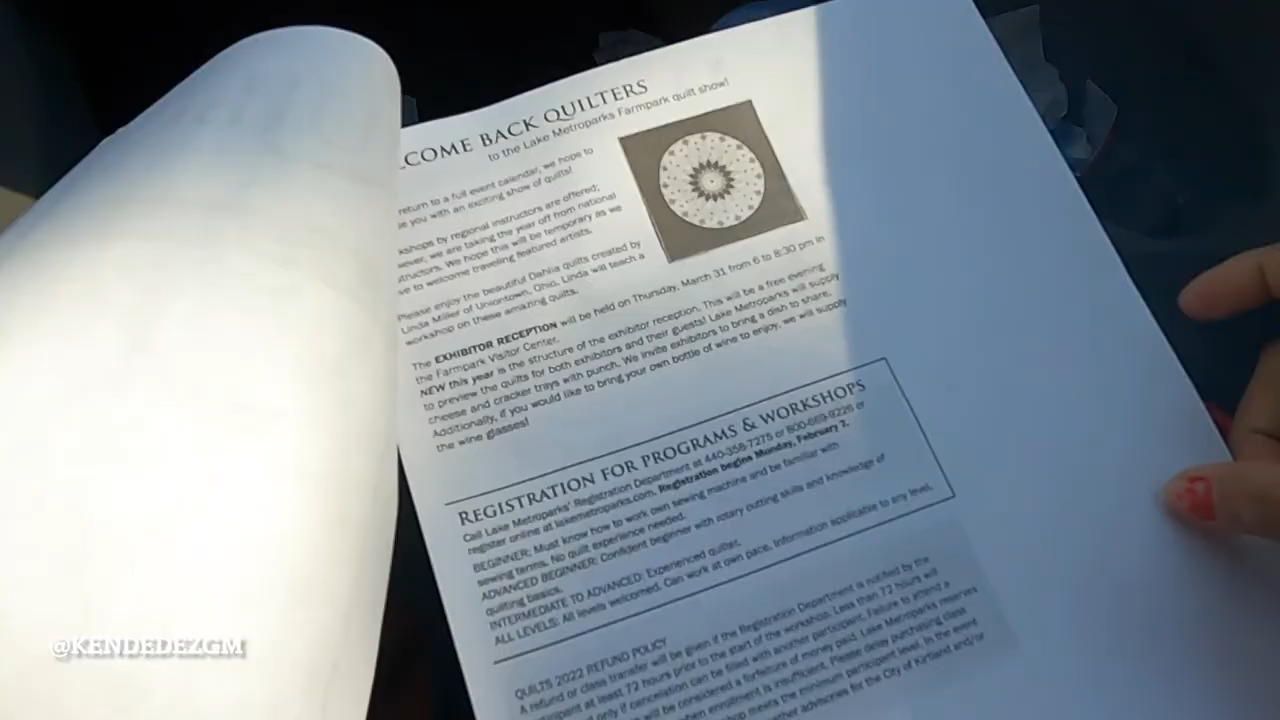 COME BACK QUILTERS
to the Lake Metroparks Farmpark quilt show!
return to a full event calendar, we hope to
you with an exciting show of quilts!
by regional instructors are offered;
we are taking the year off from national
We hope this will be temporary as we
to welcome traveling featured artists.
Please enjoy the beautiful Dahlia quilts created by
Linda Miller of Uniontown, Ohio. Linda will teach a
workshop on these amazing quilts.
The EXHIBITOR RECEPTION will be held on Thursday, March 31 from 6 to 8:30 pm in
the Farmpark Visitor Center.
NEW this year is the structure of the exhibitor reception. This will be a free evening
to preview the quilts for both exhibitors and their guests! Lake Metroparks will supply
cheese and cracker trays with punch. We invite exhibitors to bring a dish to share.
Additionally, if you would like to bring your own bottle of wine to enjoy, we will supply
the wine glasses!
REGISTRATION FOR PROGRAMS & WORKSHOPS
Call Lake Metroparks' Registration Department at 440-358-7275 or 800-669-9226 or
register online at lakemetroparks.com. Registration begins Monday, February 2.
BEGINNER: Must know how to work own sewing machine and be familiar with
sewing terms. No quilt experience needed.
ADVANCED BEGINNER: Confident beginner with rotary cutting skills and knowledge of
quilting basics.
INTERMEDIATE TO ADVANCED: Experienced quilter.
ALL LEVELS: All levels welcomed. Can work at own pace. Information applicable to any level.
QUILTS 2022 REFUND POLICY
A refund or class transfer will be given if the Registration Department is notified by the
participant at least 72 hours prior to the start of the workshop. Less than 72 hours will
only if cancelation can be filled with another participant. Failure to attend a
will be considered a forfeiture of money paid. Lake Metroparks reserves
when enrollment is insufficient. Please delay purchasing class
meets the minimum participant level. In the event
advisories for the City of Kirtland and/or
@KENDEDEZGM